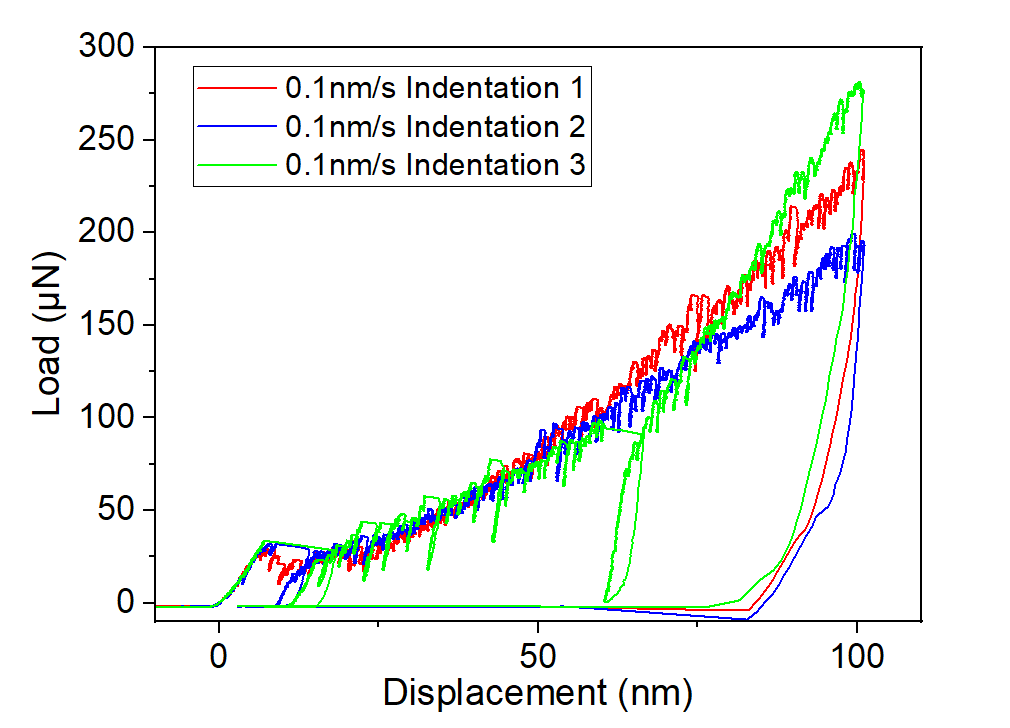 300
250
200
150
100
50
0
Load (μN)
0.1nm/s Indentation 1
0.1nm/s Indentation 2
0.1nm/s Indentation 3
0 50 100
Displacement (nm)